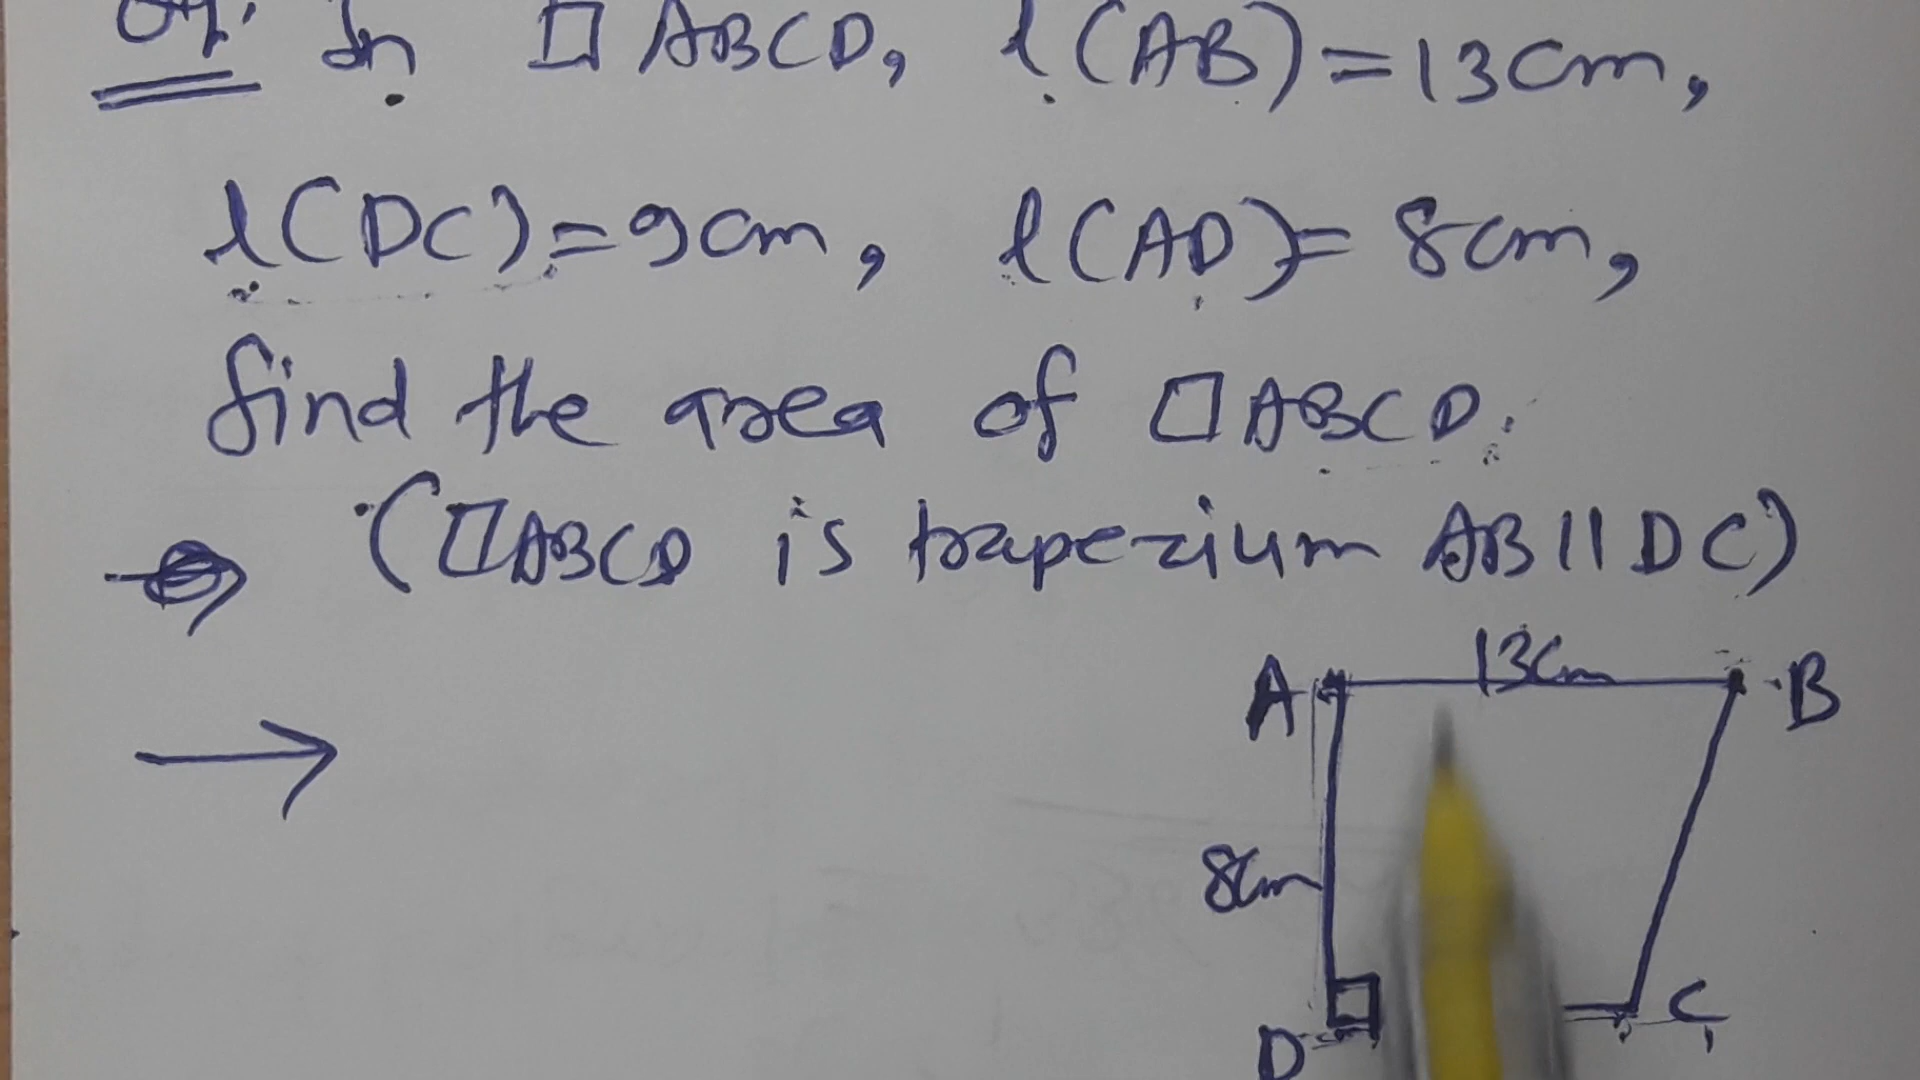 In □ ABCD, l(AB)=13cm,
l(DC)=9cm, l(AD)=8cm,
find the area of □ABCD.
(□ABCD is trapezium AB||DC)
13cm
A
B
8cm
D
C